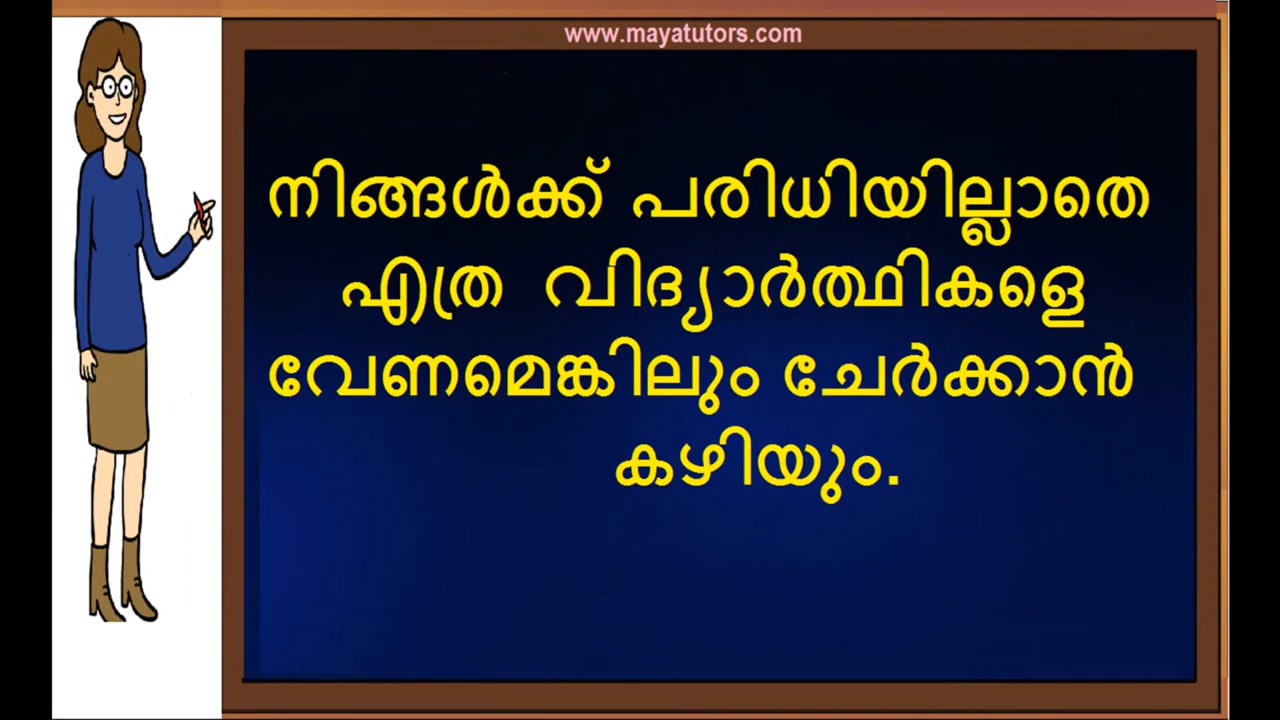 www.mayatutors.com
നിങ്ങൾക്ക് പരിധിയില്ലാതെ
എത്ര വിദ്യാർത്ഥികളെ
വേണമെങ്കിലും ചേർക്കാൻ
കഴിയും.